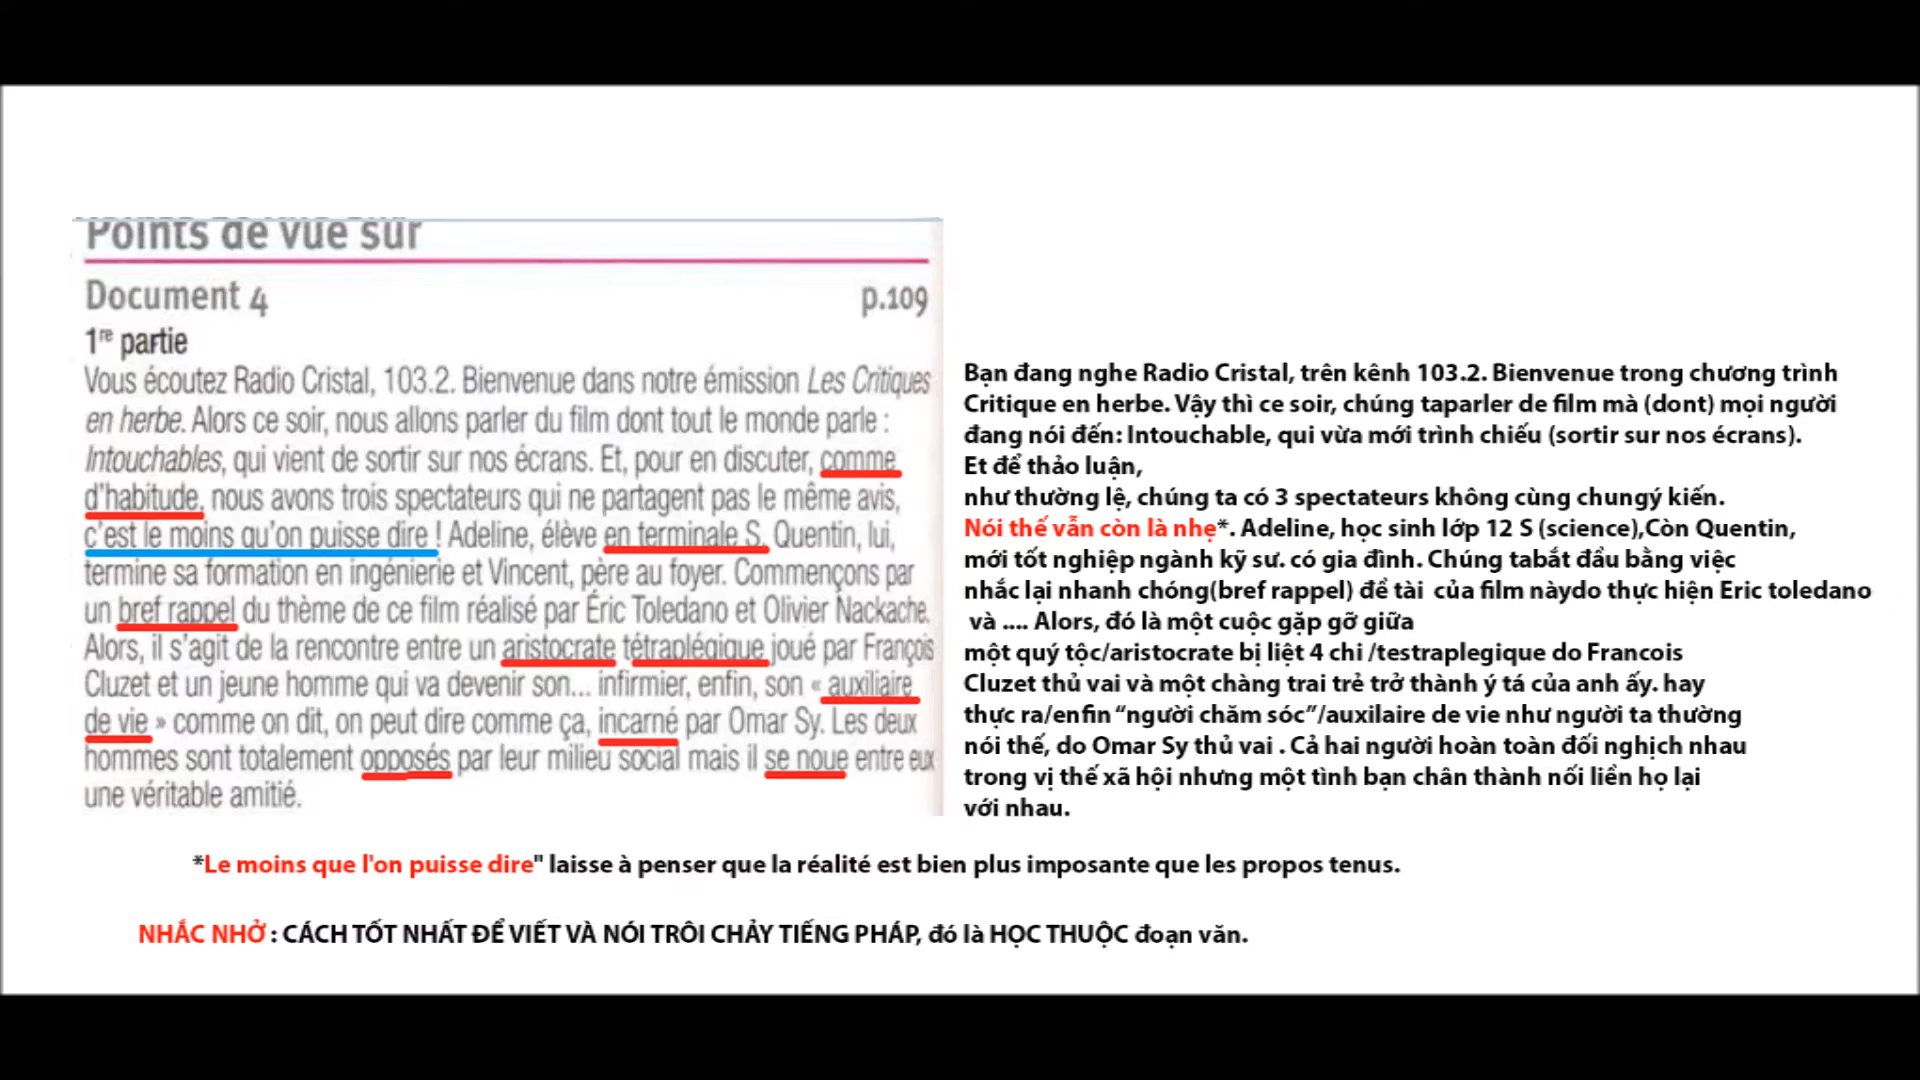 Points de vue sur
Document 4 p.109
1re partie
Vous écoutez Radio Cristal, 103.2. Bienvenue dans notre émission Les Critiques
en herbe. Alors ce soir, nous allons parler du film dont tout le monde parle :
Intouchables, qui vient de sortir sur nos écrans. Et, pour en discuter, comme
d'habitude, nous avons trois spectateurs qui ne partagent pas le même avis,
c'est le moins qu'on puisse dire ! Adeline, élève en terminale S. Quentin, lui,
termine sa formation en ingénierie et Vincent, père au foyer. Commençons par
un bref rappel du thème de ce film réalisé par Éric Toledano et Olivier Nackache.
Alors, il s'agit de la rencontre entre un aristocrate tétraplégique joué par François
Cluzet et un jeune homme qui va devenir son... infirmier, enfin, son « auxiliaire
de vie » comme on dit, on peut dire comme ça, incarné par Omar Sy. Les deux
hommes sont totalement opposés par leur milieu social mais il se noue entre eux
une véritable amitié.
Bạn đang nghe Radio Cristal, trên kênh 103.2. Bienvenue trong chương trình
Critique en herbe. Vậy thì ce soir, chúng taparler de film mà (dont) mọi người
đang nói đến: Intouchable, qui vừa mới trình chiếu (sortir sur nos écrans).
Et để thảo luận,
như thường lệ, chúng ta có 3 spectateurs không cùng chungý kiến.
Nói thế vẫn còn là nhẹ*. Adeline, học sinh lớp 12 S (science),Còn Quentin,
mới tốt nghiệp ngành kỹ sư. có gia đình. Chúng tabắt đầu bằng việc
nhắc lại nhanh chóng(bref rappel) đề tài của film nàydo thực hiện Eric toledano
và .... Alors, đó là một cuộc gặp gỡ giữa
một quý tộc/aristocrate bị liệt 4 chi /testraplegique do Francois
Cluzet thủ vai và một chàng trai trẻ trở thành ý tá của anh ấy. hay
thực ra/enfin “người chăm sóc”/auxilaire de vie như người ta thường
nói thế, do Omar Sy thủ vai . Cả hai người hoàn toàn đối nghịch nhau
trong vị thế xã hội nhưng một tình bạn chân thành nối liền họ lại
với nhau.
*Le moins que l'on puisse dire" laisse à penser que la réalité est bien plus imposante que les propos tenus.
NHẮC NHỞ : CÁCH TỐT NHẤT ĐỂ VIẾT VÀ NÓI TRÔI CHẢY TIẾNG PHÁP, đó là HỌC THUỘC đoạn văn.